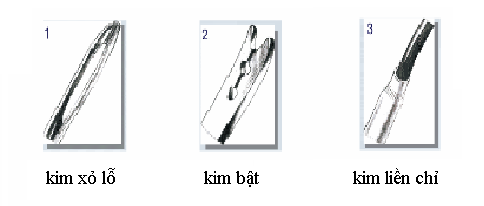 1 2 3
kim xỏ lỗ kim bật kim liền chỉ